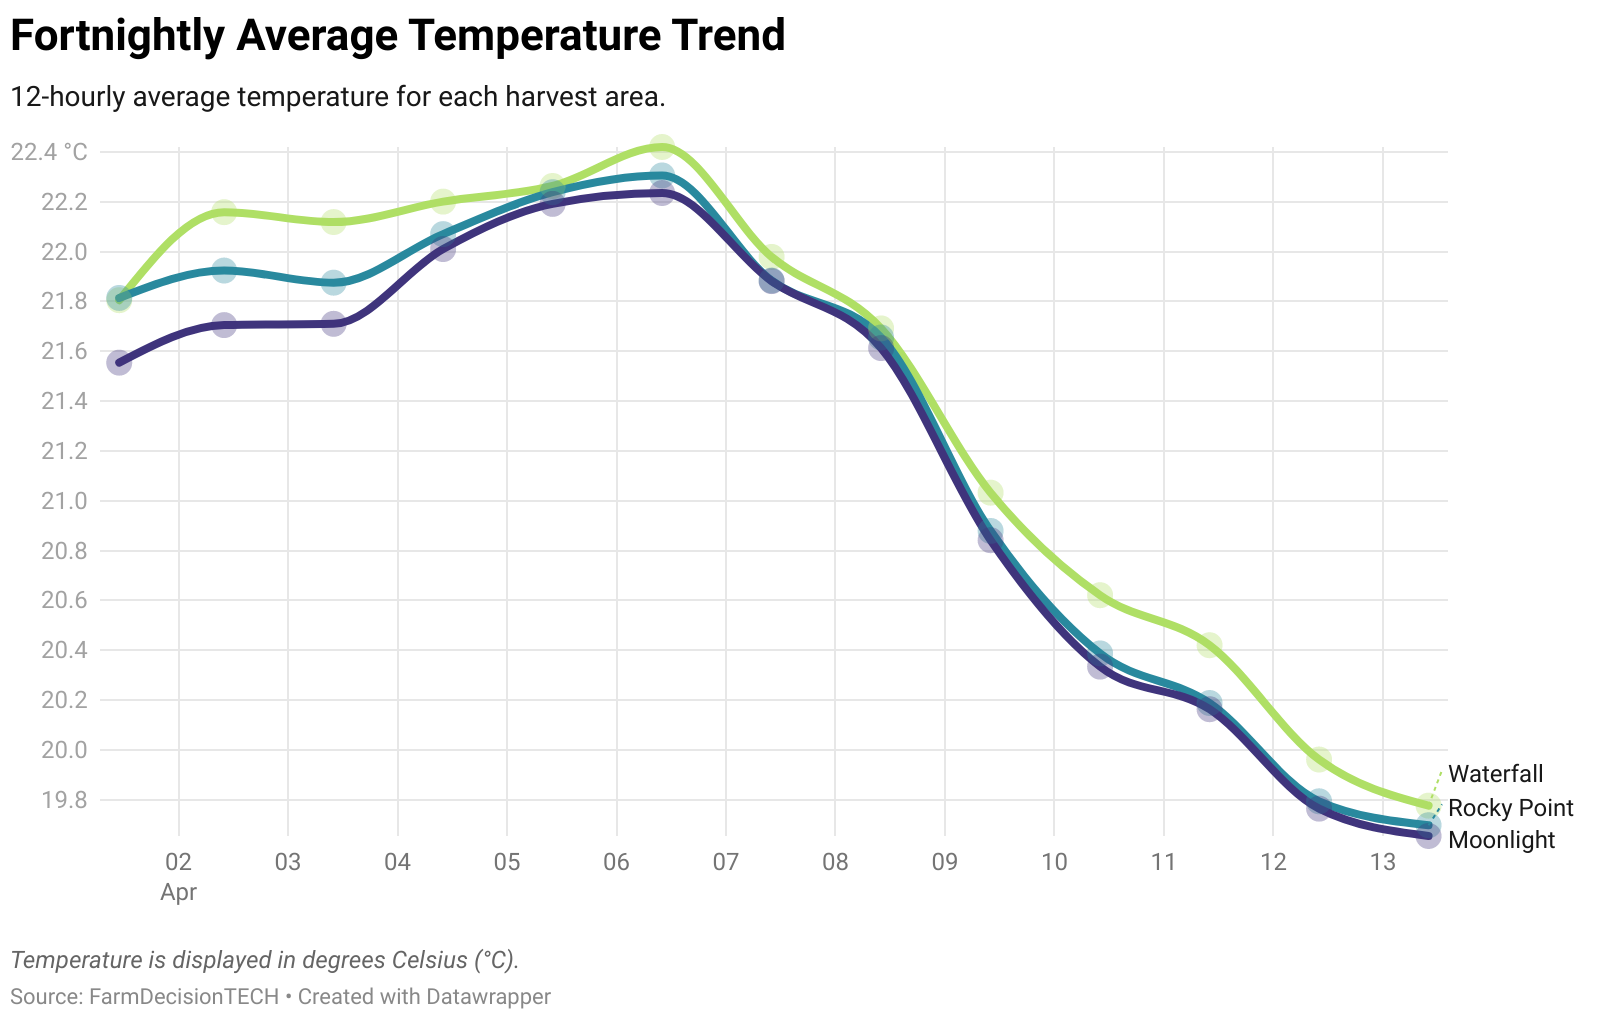 Fortnightly Average Temperature Trend
12-hourly average temperature for each harvest area.
22.4 °C
22.2
22.0
21.8
21.6
21.4
21.2
21.0
20.8
20.6
20.4
20.2
20.0
19.8
Waterfall
Rocky Point
Moonlight
02 03 04 05 06 07 08 09 10 11 12 13
Apr
Temperature is displayed in degrees Celsius (°C).
Source: FarmDecisionTECH • Created with Datawrapper